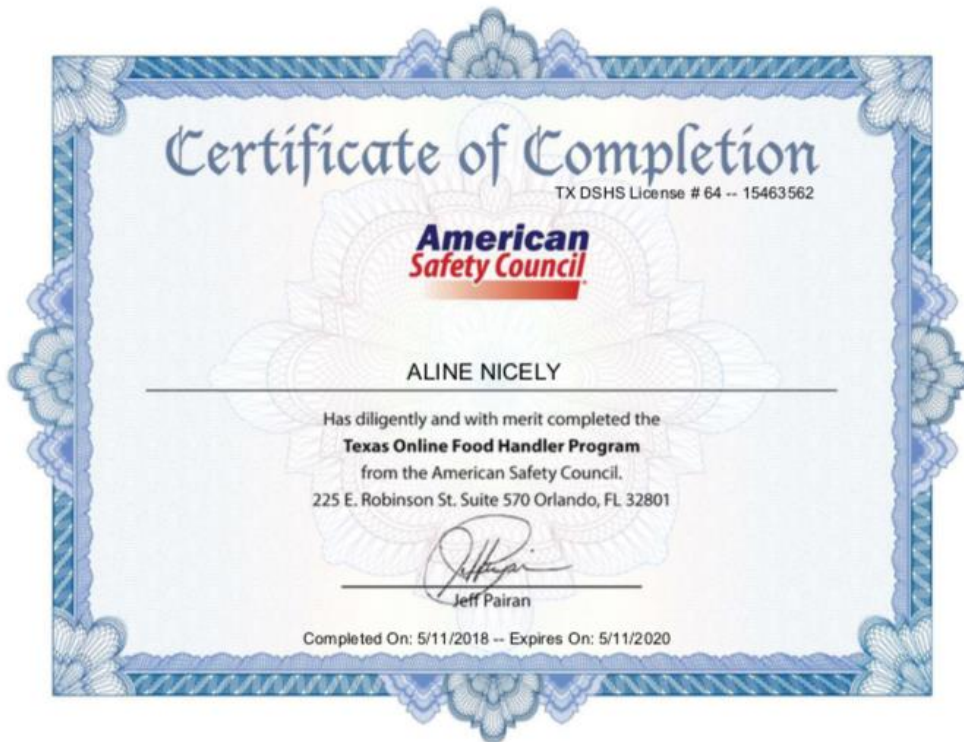 Certificate of Completion
TX DSHS License # 64 -- 15463562
American
Safety Council
ALINE NICELY
Has diligently and with merit completed the
Texas Online Food Handler Program
from the American Safety Council.
225 E. Robinson St. Suite 570 Orlando, FL 32801
Jeff Pairan
Completed On: 5/11/2018 -- Expires On: 5/11/2020